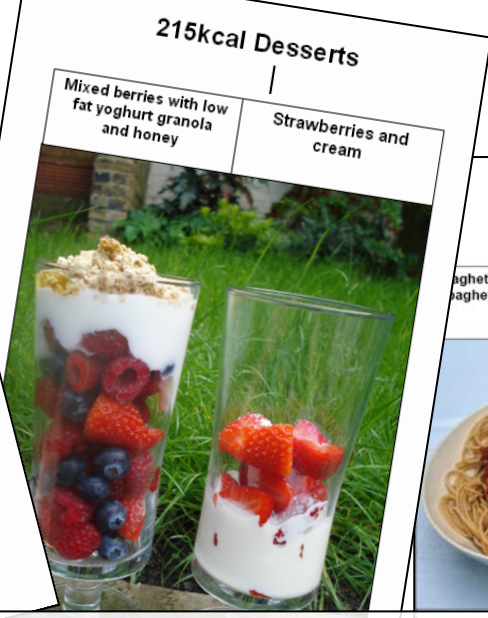 215kcal Desserts
Mixed berries with low
fat yoghurt granola
and honey
Strawberries and
cream